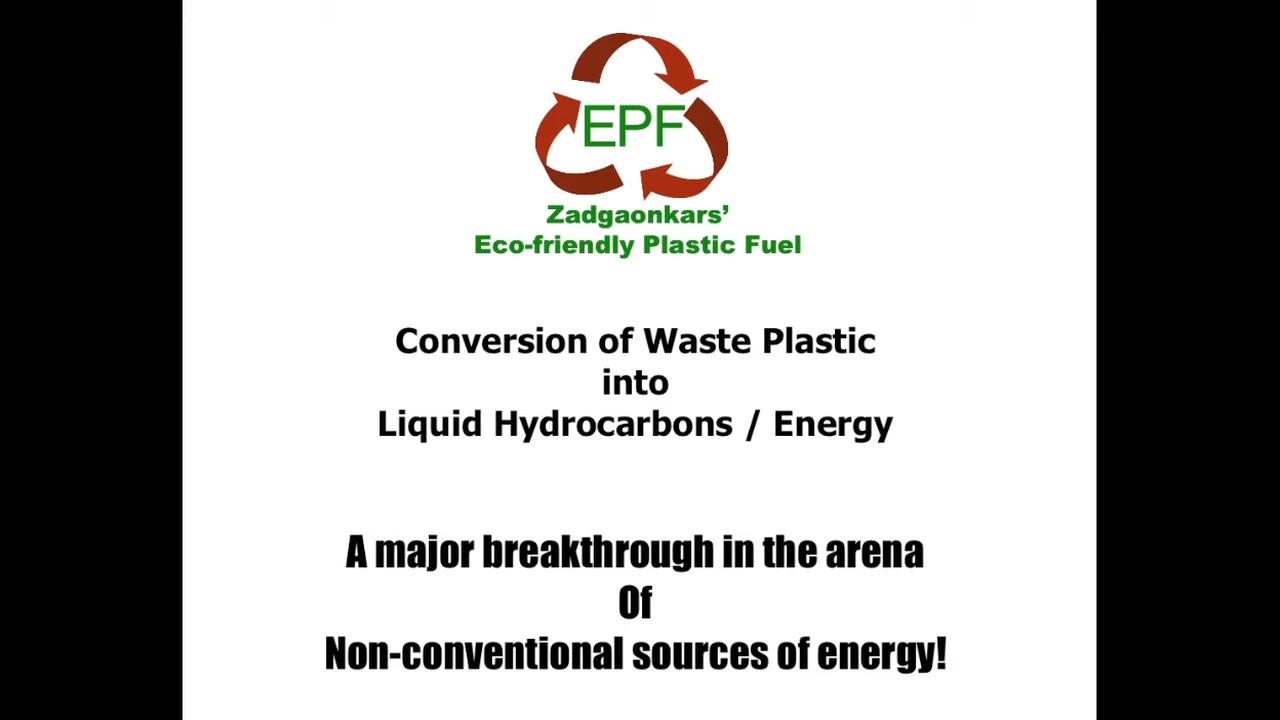 EPF
Zadgaonkars’
Eco-friendly Plastic Fuel
Conversion of Waste Plastic
into
Liquid Hydrocarbons / Energy
A major breakthrough in the arena
Of
Non-conventional sources of energy!